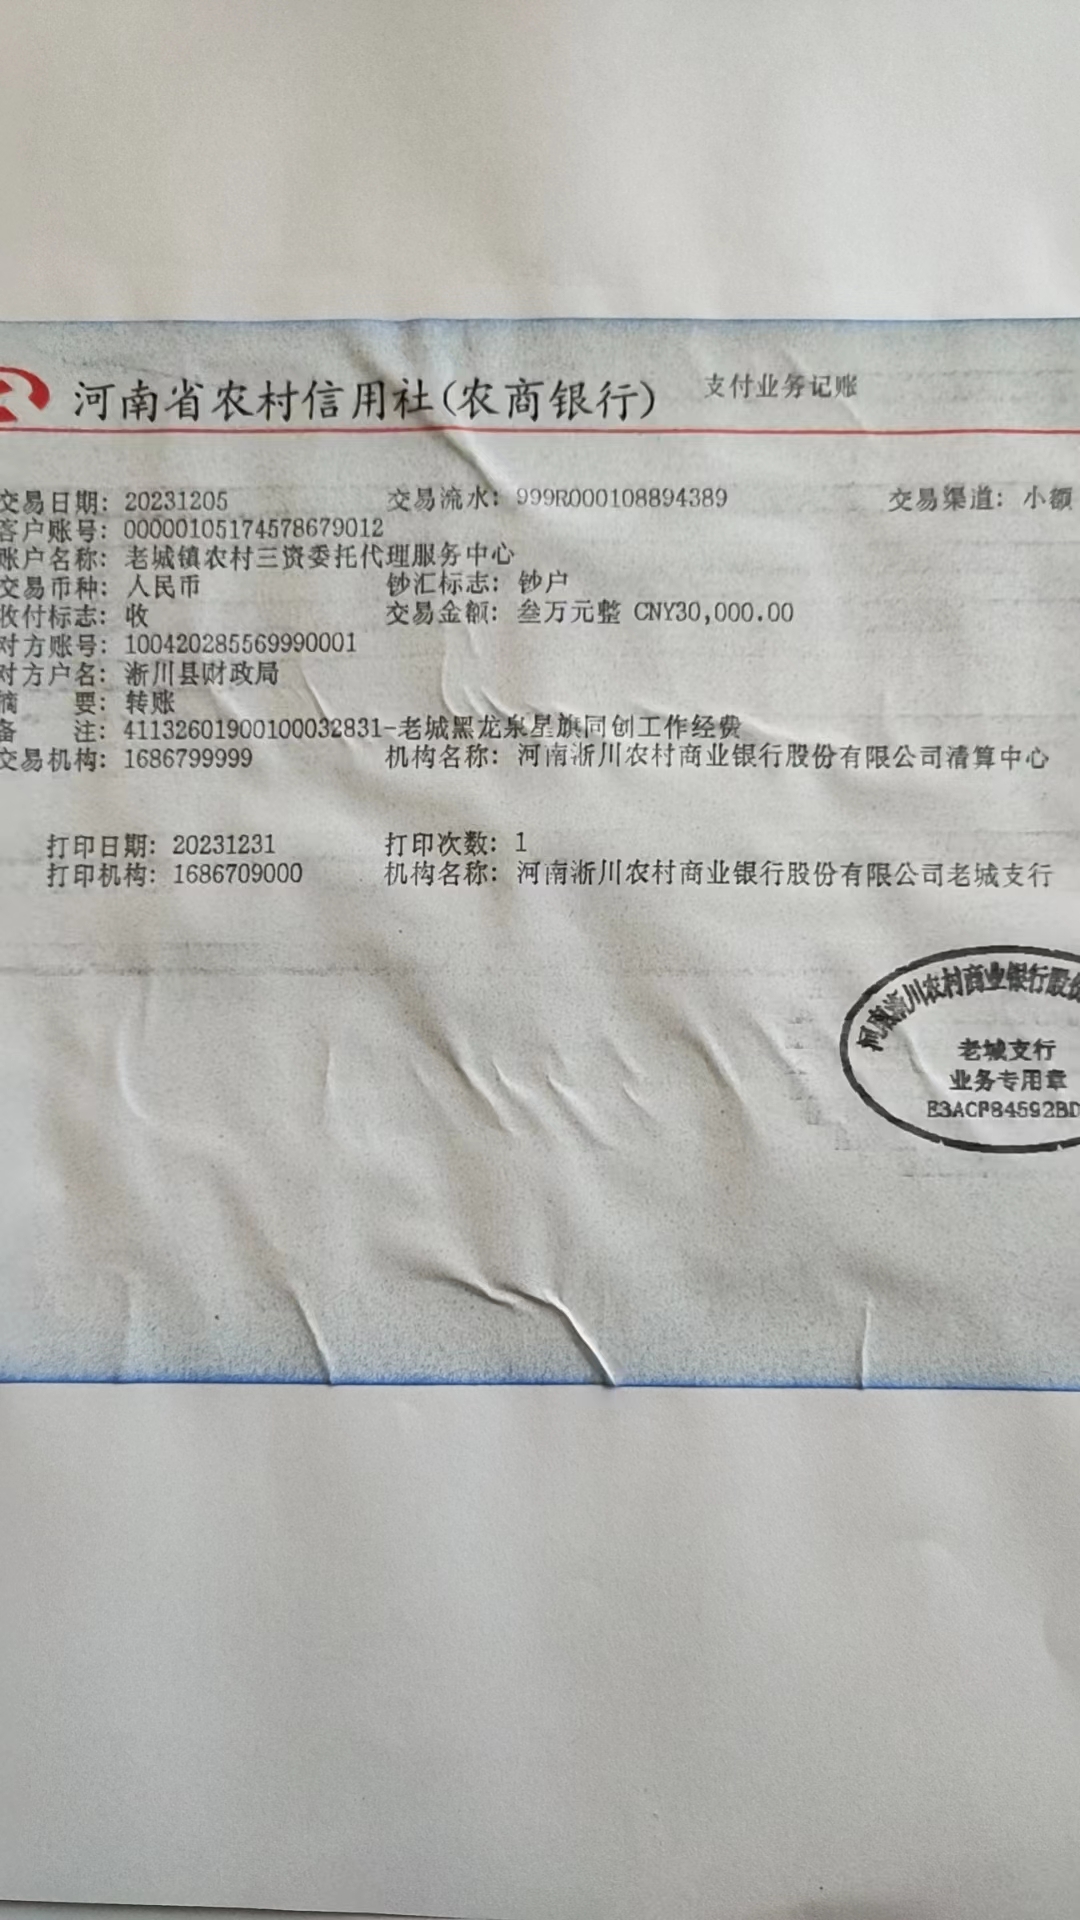 河南省农村信用社(农商银行) 支付业务记账
交易日期: 20231205 交易流水: 999R000108894389 交易渠道: 小额
客户账号: 00000105174578679012
账户名称: 老城镇农村三资委托代理服务中心
交易币种: 人民币 钞汇标志: 钞户
收付标志: 收 交易金额: 叁万元整 CNY30,000.00
对方账号: 100420285569990001
对方户名: 淅川县财政局
摘 要: 转账
备 注: 41132601900100032831-老城黑龙泉星旗同创工作经费
交易机构: 1686799999 机构名称: 河南淅川农村商业银行股份有限公司清算中心
打印日期: 20231231 打印次数: 1
打印机构: 1686709000 机构名称: 河南淅川农村商业银行股份有限公司老城支行
河南淅川农村商业银行股份
老城支行
业务专用章
E3ACP84592BD